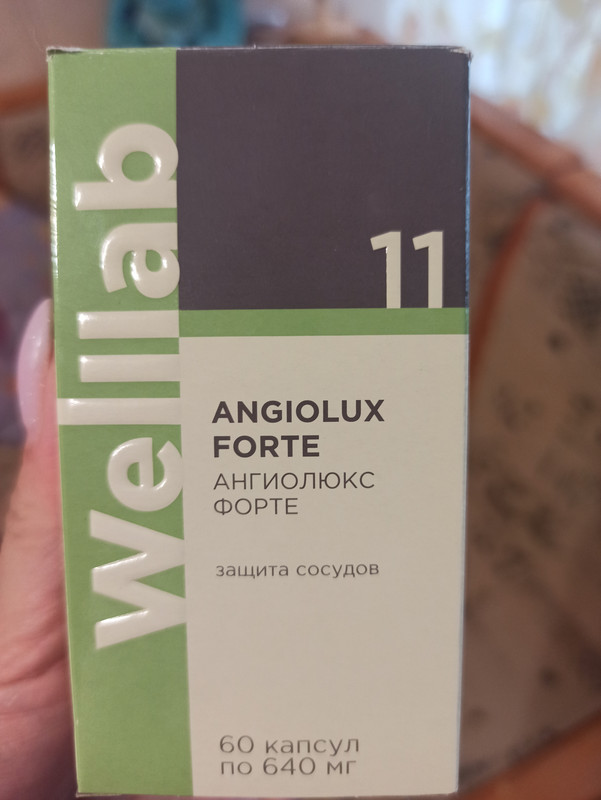 Welllab
11
ANGIOLUX
FORTE
АНГИОЛЮКС
ФОРТЕ
защита сосудов
60 капсул
по 640 мг